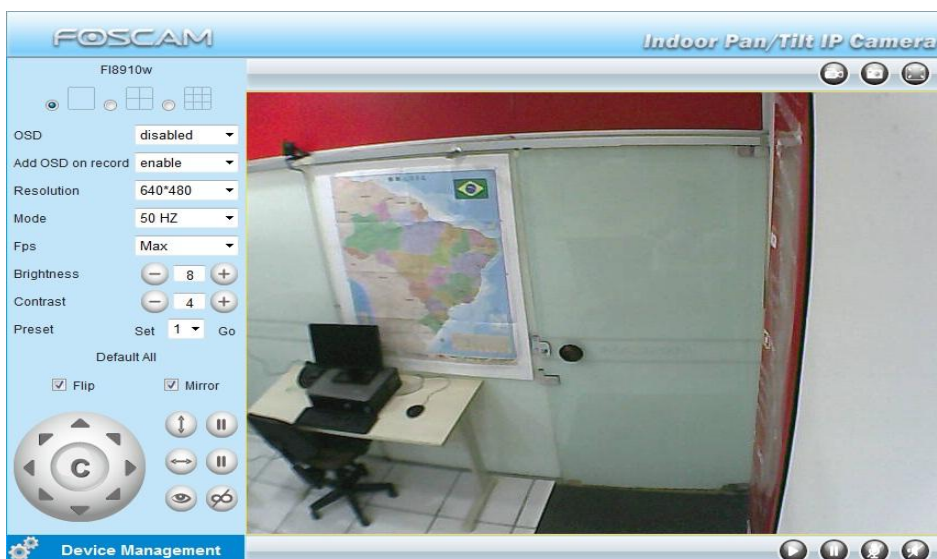 FOSCAM
Indoor Pan/Tilt IP Camera
FI8910w
OSD disabled
Add OSD on record enable
Resolution 640*480
Mode 50 HZ
Fps Max
Brightness 8
Contrast 4
Preset Set 1 Go
Default All
Flip Mirror
C
Device Management